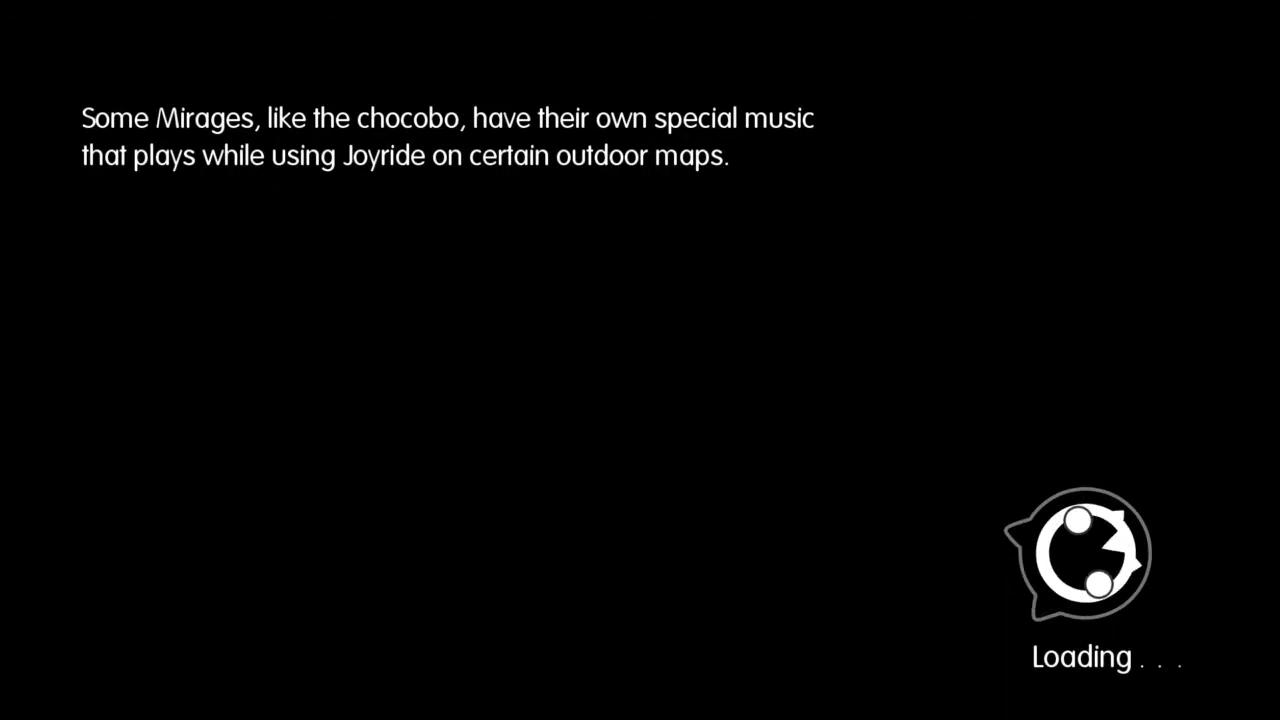 Some Mirages, like the chocobo, have their own special music
that plays while using Joyride on certain outdoor maps.
Loading . . .